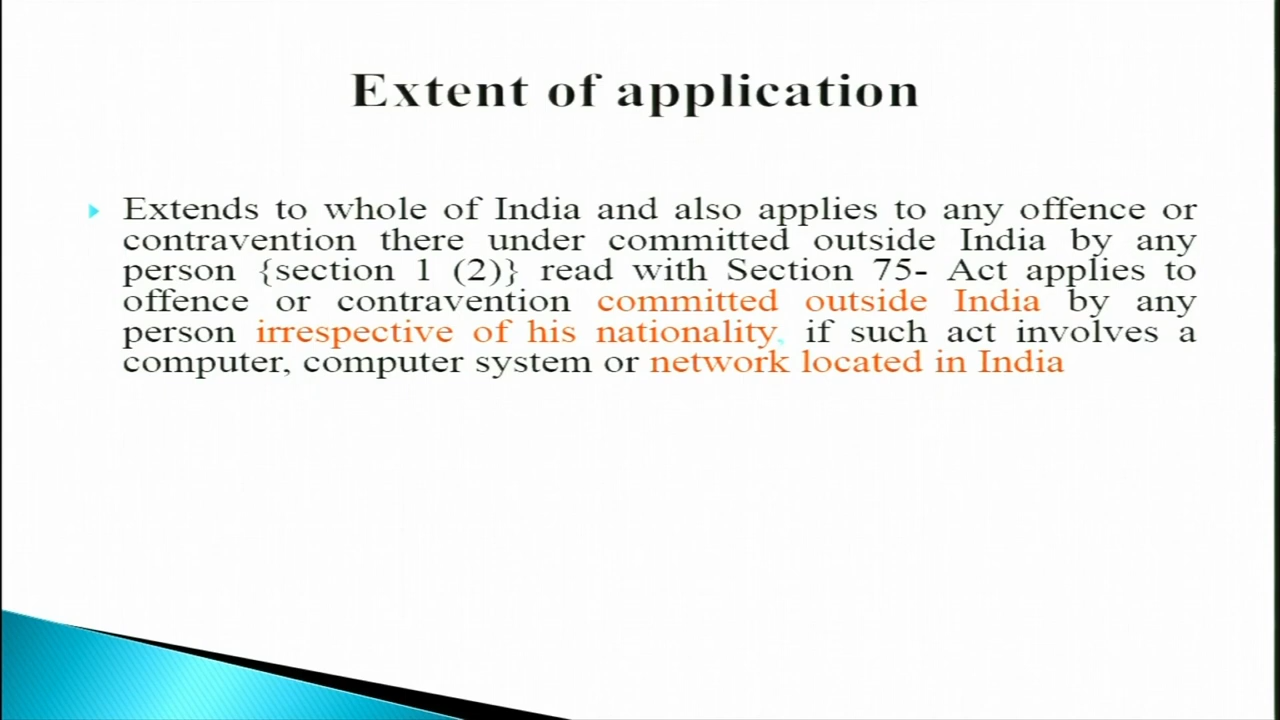 Extent of application
Extends to whole of India and also applies to any offence or
contravention there under committed outside India by any
person {section 1 (2)} read with Section 75- Act applies to
offence or contravention committed outside India by any
person irrespective of his nationality, if such act involves a
computer, computer system or network located in India